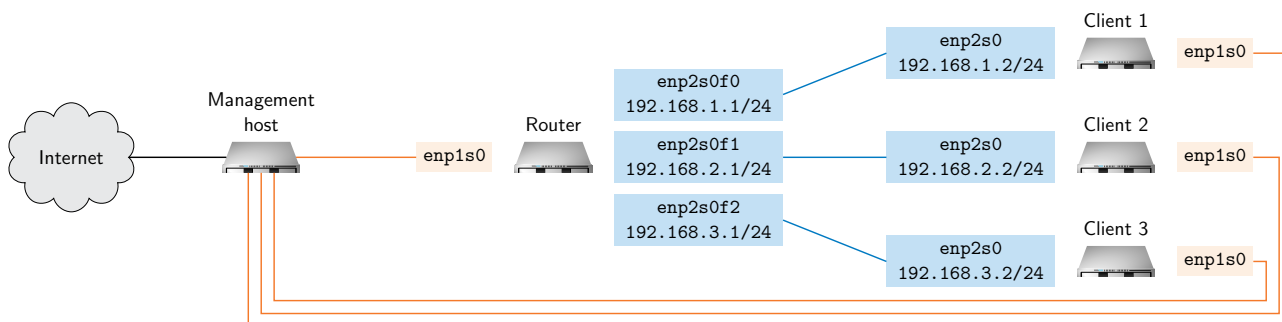 Internet
Management
host
enp1s0
Router
enp2s0f0
192.168.1.1/24
enp2s0f1
192.168.2.1/24
enp2s0f2
192.168.3.1/24
enp2s0
192.168.1.2/24
Client 1
enp1s0
enp2s0
192.168.2.2/24
Client 2
enp1s0
enp2s0
192.168.3.2/24
Client 3
enp1s0